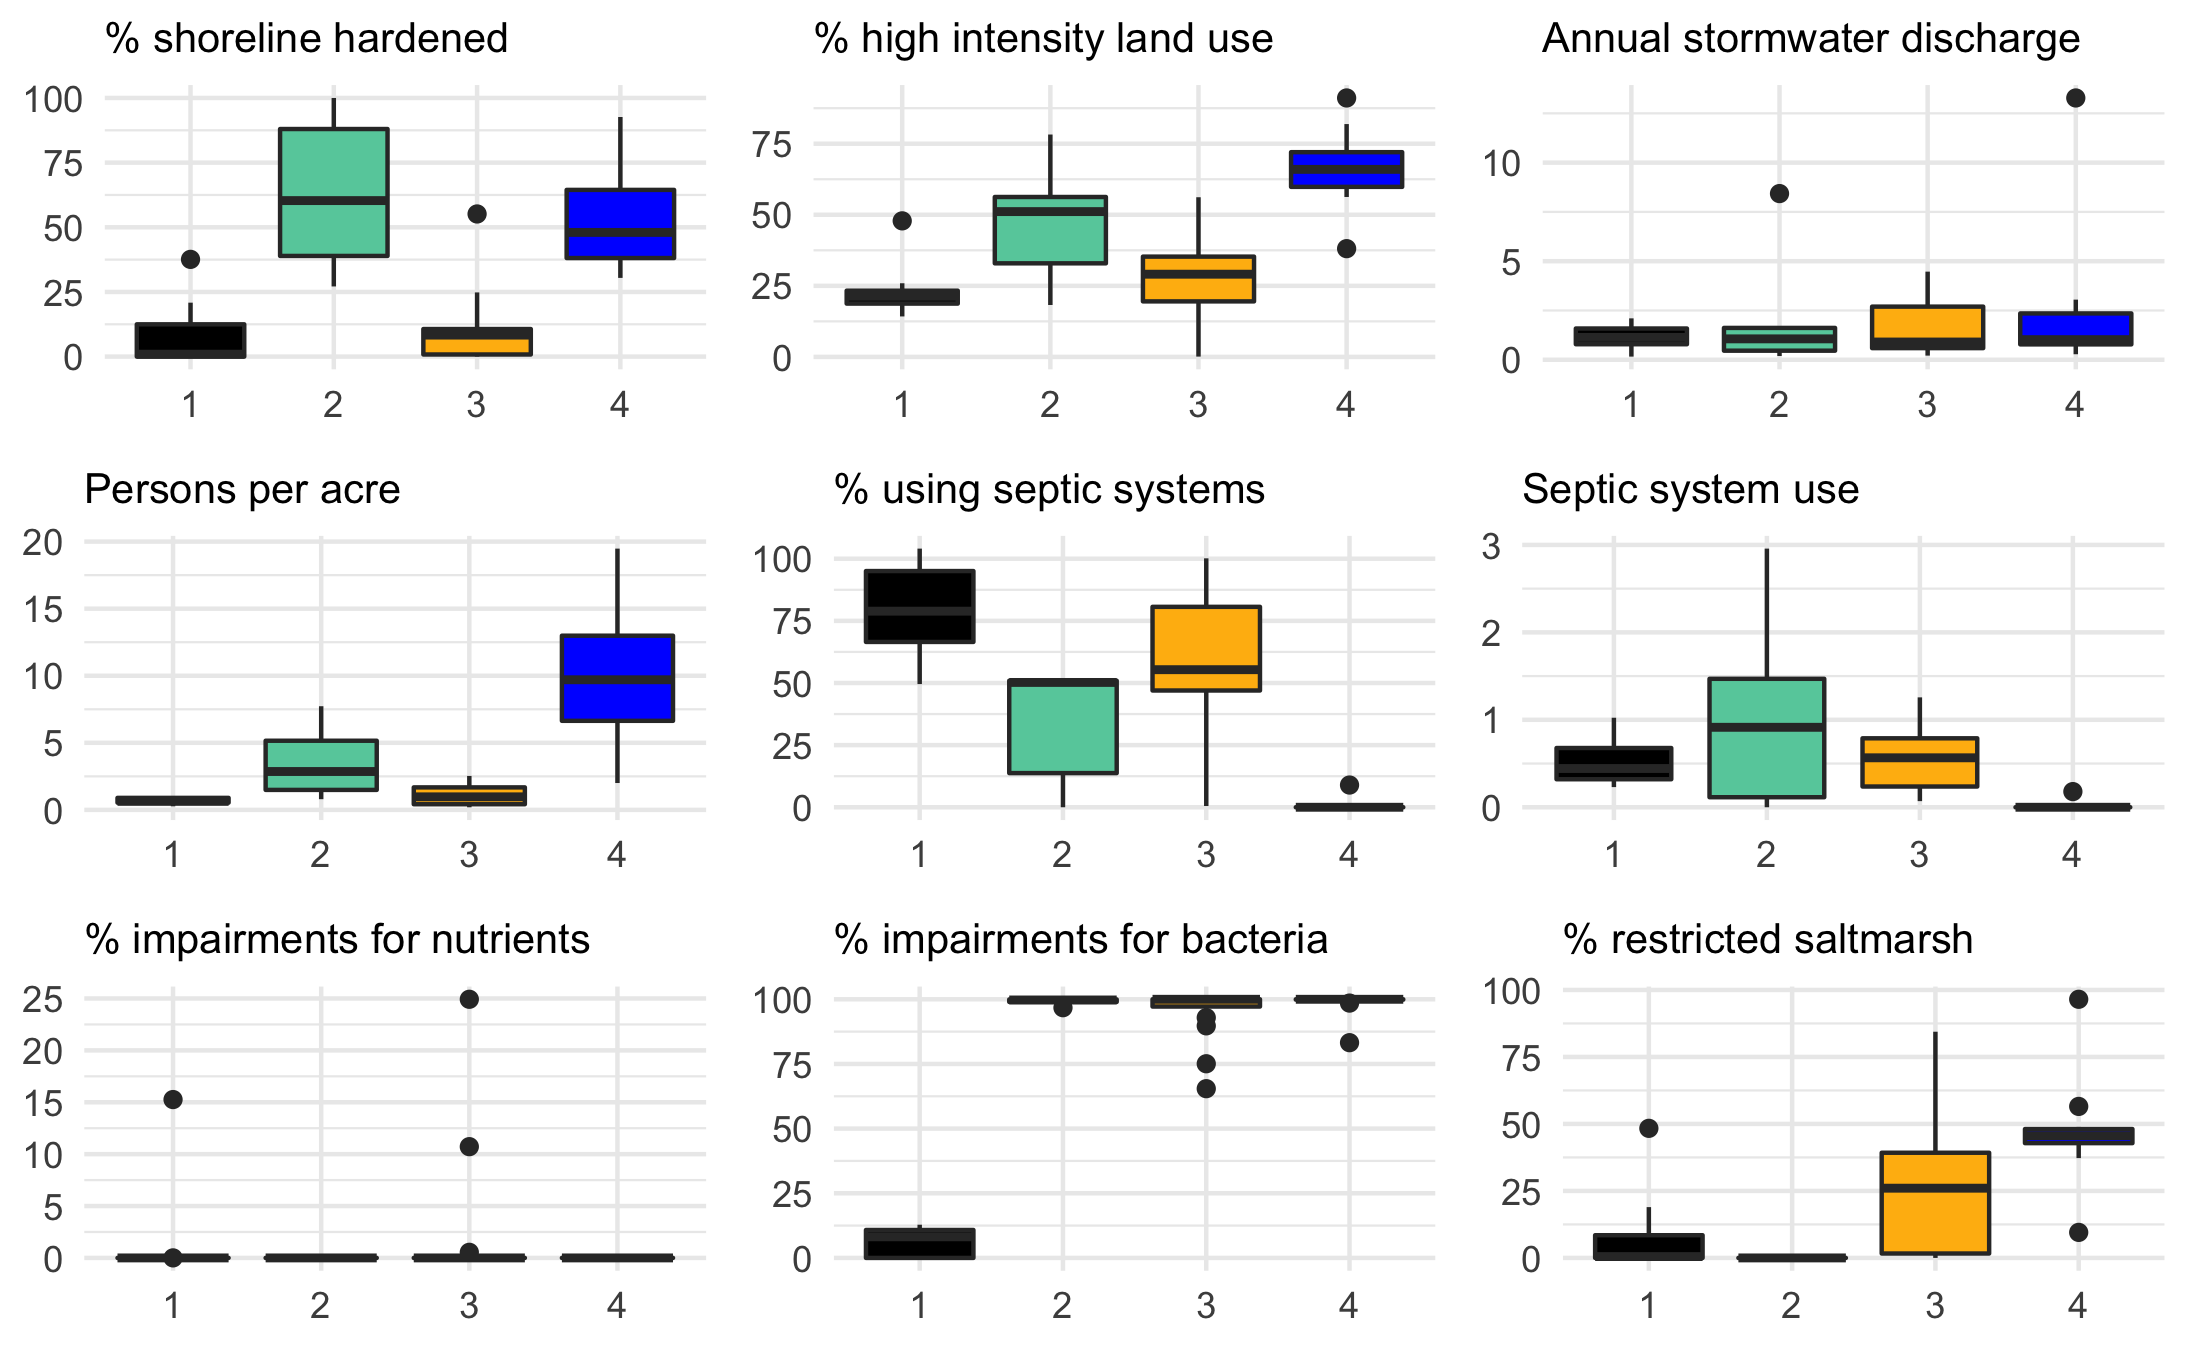 % shoreline hardened
% high intensity land use
Annual stormwater discharge
100
75
50
25
0
1 2 3 4
75
50
25
0
1 2 3 4
10
5
0
1 2 3 4
Persons per acre
% using septic systems
Septic system use
20
15
10
5
0
1 2 3 4
100
75
50
25
0
1 2 3 4
3
2
1
0
1 2 3 4
% impairments for nutrients
% impairments for bacteria
% restricted saltmarsh
25
20
15
10
5
0
1 2 3 4
100
75
50
25
0
1 2 3 4
100
75
50
25
0
1 2 3 4